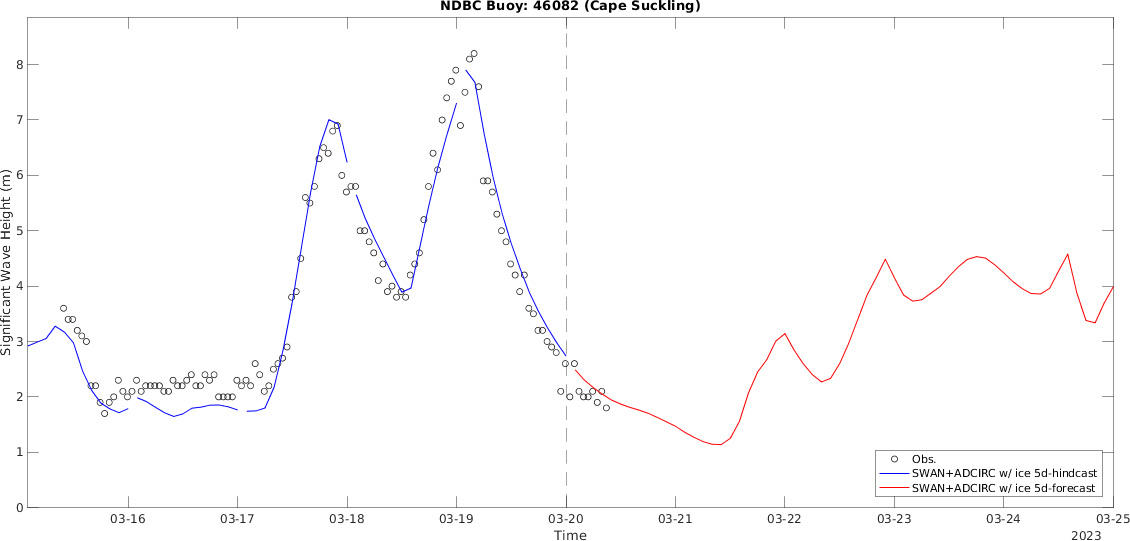 NDBC Buoy: 46082 (Cape Suckling)
Significant Wave Height (m)
8
7
6
5
4
3
2
1
0
Obs.
SWAN+ADCIRC w/ ice 5d-hindcast
SWAN+ADCIRC w/ ice 5d-forecast
03-16 03-17 03-18 03-19 03-20 03-21 03-22 03-23 03-24 03-25
Time
2023